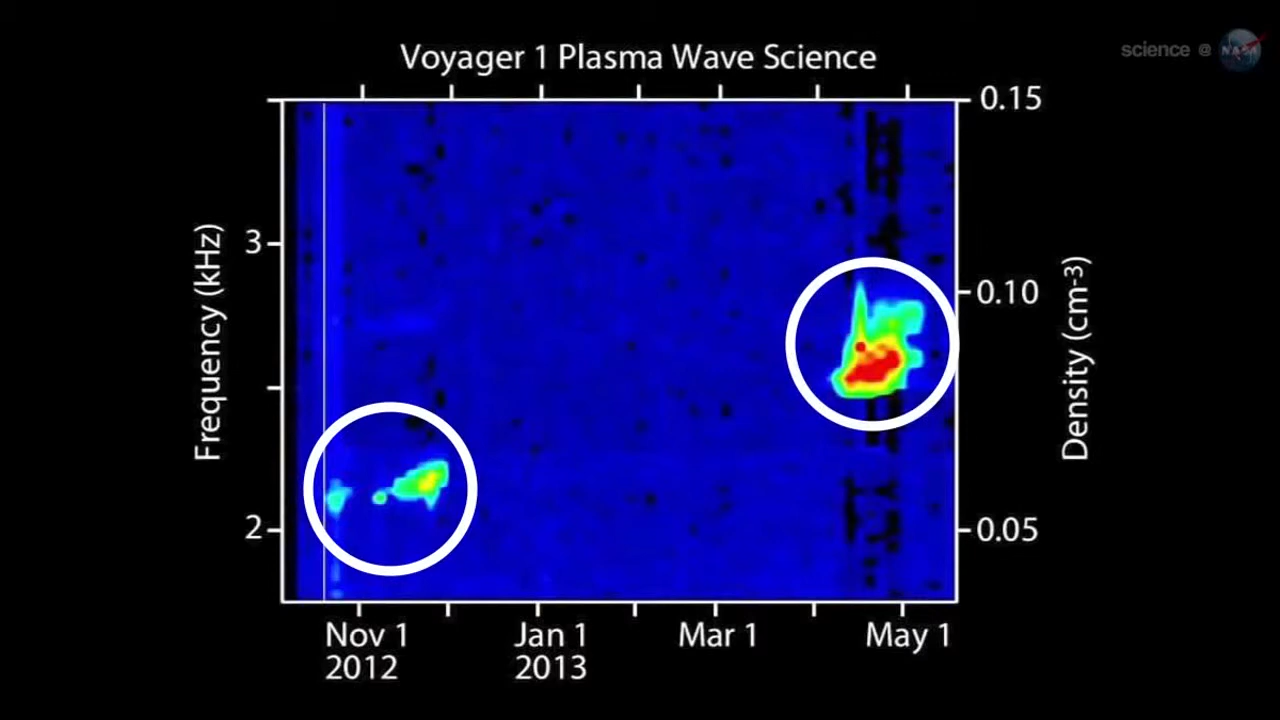 Voyager 1 Plasma Wave Science
science @ NASA
0.15
3
0.10
Frequency (kHz)
Density (cm-3)
2
0.05
Nov 1
2012
Jan 1
2013
Mar 1
May 1